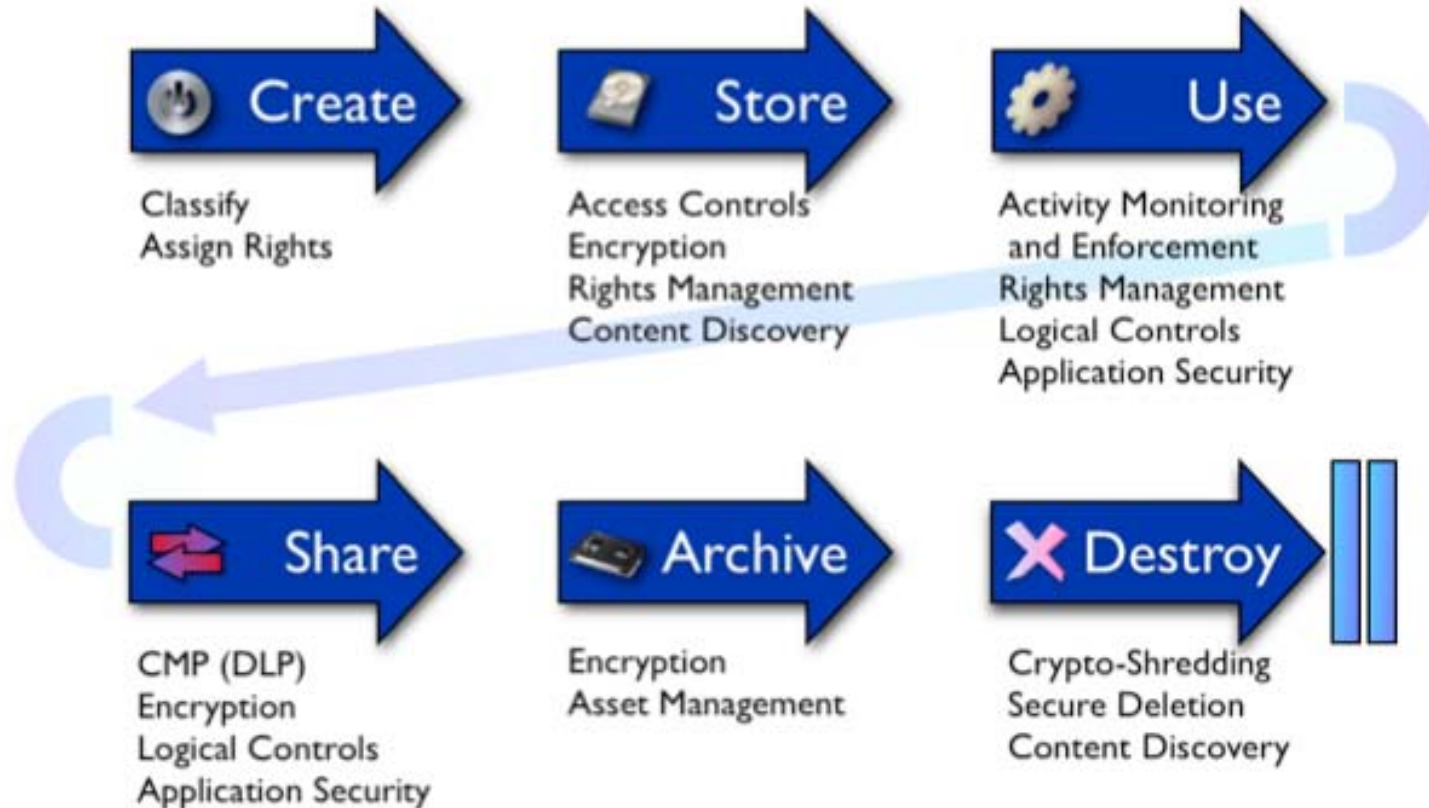 Create
Classify
Assign Rights
Store
Access Controls
Encryption
Rights Management
Content Discovery
Use
Activity Monitoring
and Enforcement
Rights Management
Logical Controls
Application Security
Share
CMP (DLP)
Encryption
Logical Controls
Application Security
Archive
Encryption
Asset Management
Destroy
Crypto-Shredding
Secure Deletion
Content Discovery